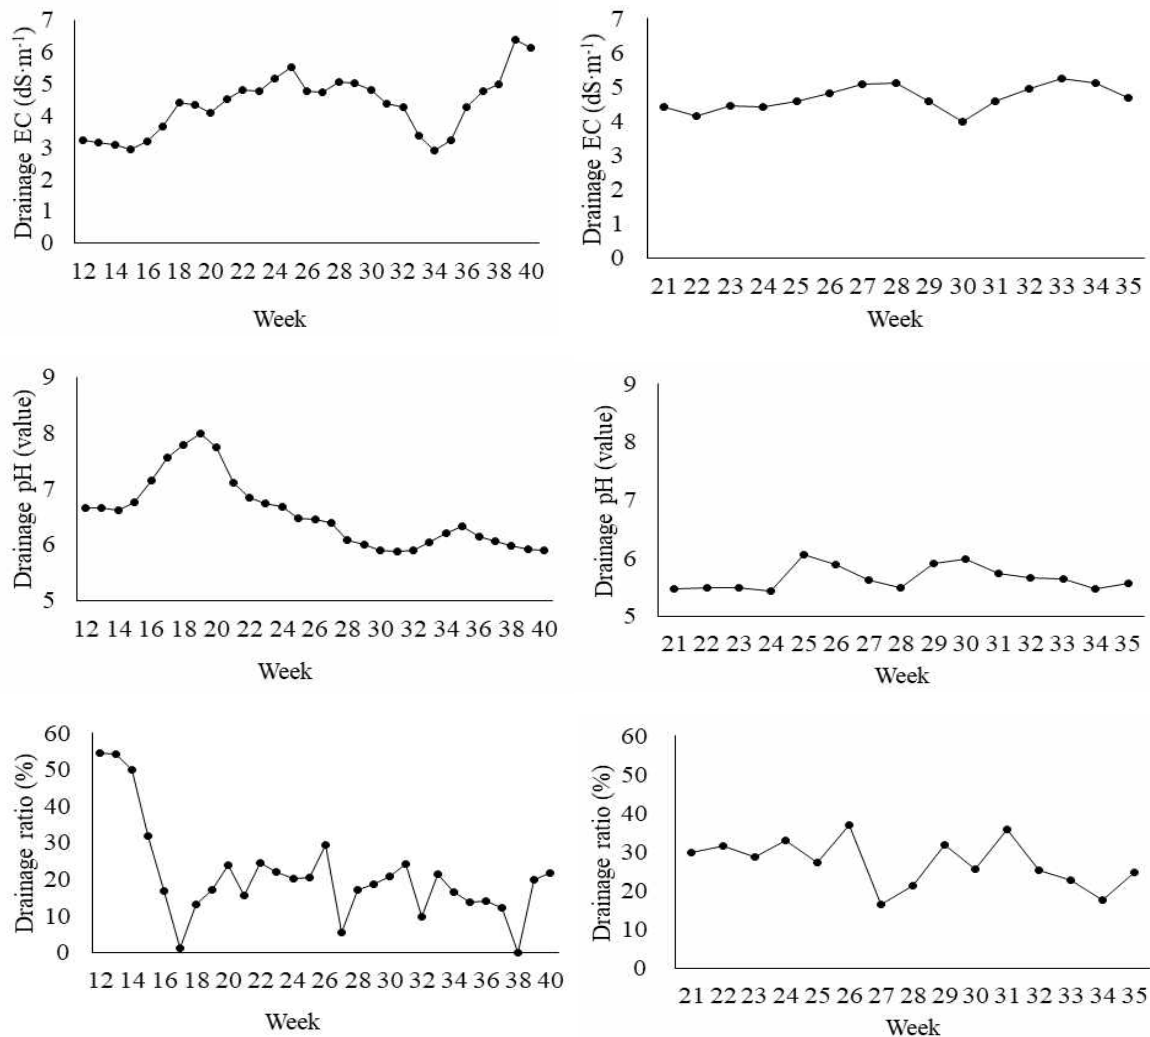 Drainage EC (dS·m⁻¹)
7
6
5
4
3
2
1
0
12 14 16 18 20 22 24 26 28 30 32 34 36 38 40
Week
Drainage EC (dS·m⁻¹)
7
6
5
4
3
2
1
0
21 22 23 24 25 26 27 28 29 30 31 32 33 34 35
Week
Drainage pH (value)
9
8
7
6
5
12 14 16 18 20 22 24 26 28 30 32 34 36 38 40
Week
Drainage pH (value)
9
8
7
6
5
21 22 23 24 25 26 27 28 29 30 31 32 33 34 35
Week
Drainage ratio (%)
60
50
40
30
20
10
0
12 14 16 18 20 22 24 26 28 30 32 34 36 38 40
Week
Drainage ratio (%)
60
50
40
30
20
10
0
21 22 23 24 25 26 27 28 29 30 31 32 33 34 35
Week